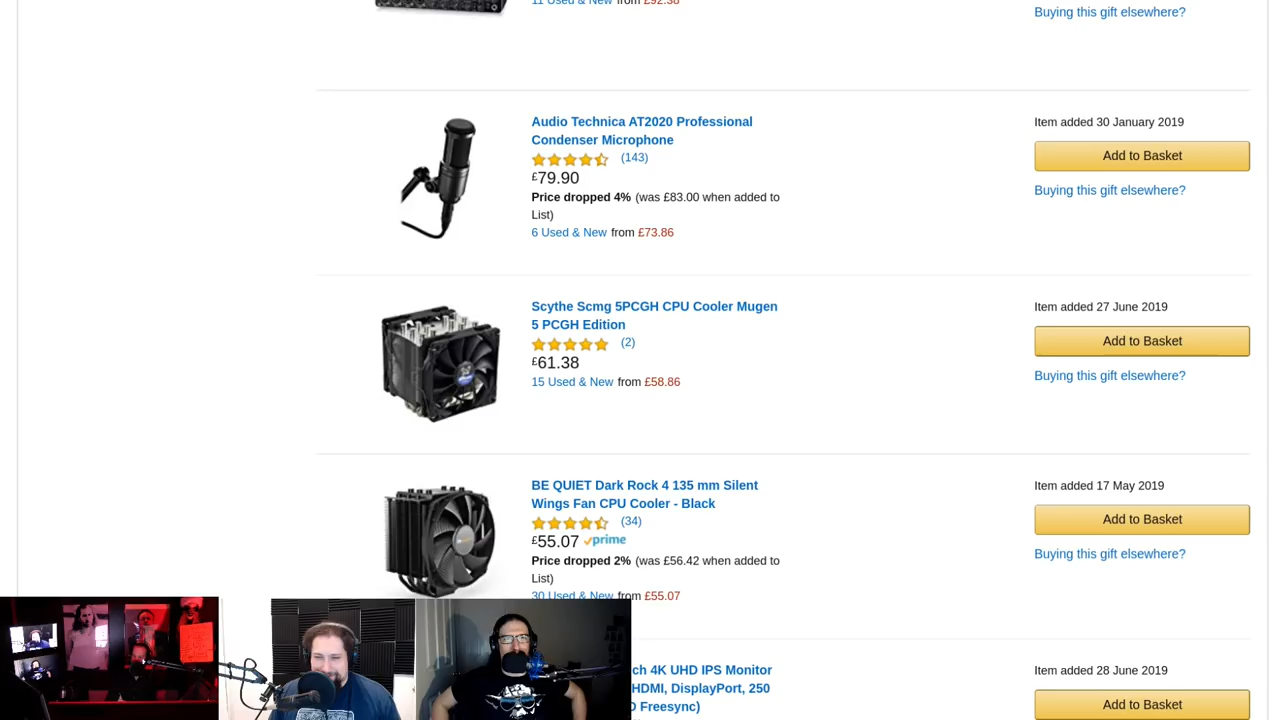 11 Used & New from £92.38
Buying this gift elsewhere?
Audio Technica AT2020 Professional
Condenser Microphone
(143)
£79.90
Price dropped 4% (was £83.00 when added to
List)
6 Used & New from £73.86
Item added 30 January 2019
Add to Basket
Buying this gift elsewhere?
Scythe Scmg 5PCGH CPU Cooler Mugen
5 PCGH Edition
(2)
£61.38
15 Used & New from £58.86
Item added 27 June 2019
Add to Basket
Buying this gift elsewhere?
BE QUIET Dark Rock 4 135 mm Silent
Wings Fan CPU Cooler - Black
(34)
£55.07 prime
Price dropped 2% (was £56.42 when added to
List)
30 Used & New from £55.07
Item added 17 May 2019
Add to Basket
Buying this gift elsewhere?
ch 4K UHD IPS Monitor
HDMI, DisplayPort, 250
Freesync)
Item added 28 June 2019
Add to Basket